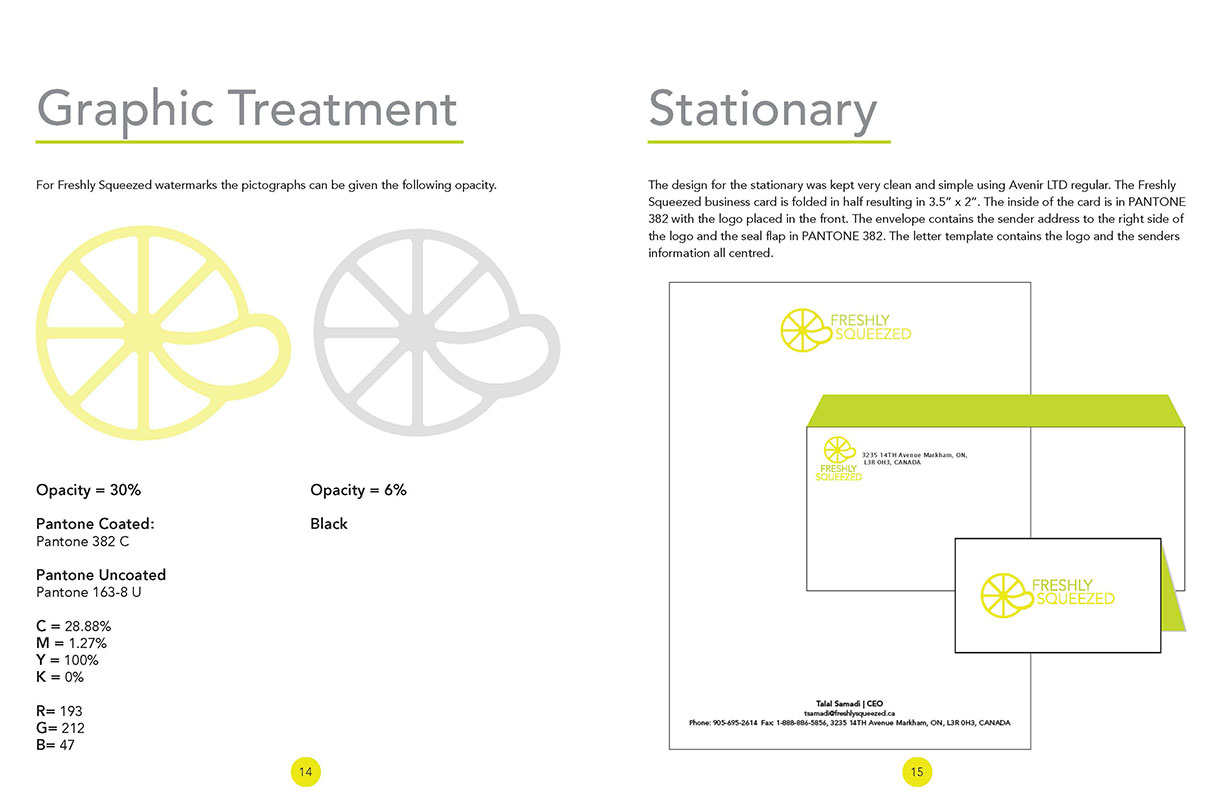 Graphic Treatment
For Freshly Squeezed watermarks the pictographs can be given the following opacity.
Opacity = 30%
Pantone Coated:
Pantone 382 C
Pantone Uncoated
Pantone 163-8 U
C = 28.88%
M = 1.27%
Y = 100%
K = 0%
R= 193
G= 212
B= 47
Opacity = 6%
Black
14
Stationary
The design for the stationary was kept very clean and simple using Avenir LTD regular. The Freshly
Squeezed business card is folded in half resulting in 3.5” x 2”. The inside of the card is in PANTONE
382 with the logo placed in the front. The envelope contains the sender address to the right side of
the logo and the seal flap in PANTONE 382. The letter template contains the logo and the senders
information all centred.
FRESHLY
SQUEEZED
3235 14TH Avenue Markham, ON,
L3R 0H3, CANADA
FRESHLY
SQUEEZED
FRESHLY
SQUEEZED
Talal Samadi | CEO
tsamadi@freshlysqueezed.ca
Phone: 905-695-2614 Fax: 1-888-886-5856, 3235 14TH Avenue Markham, ON, L3R 0H3, CANADA
15